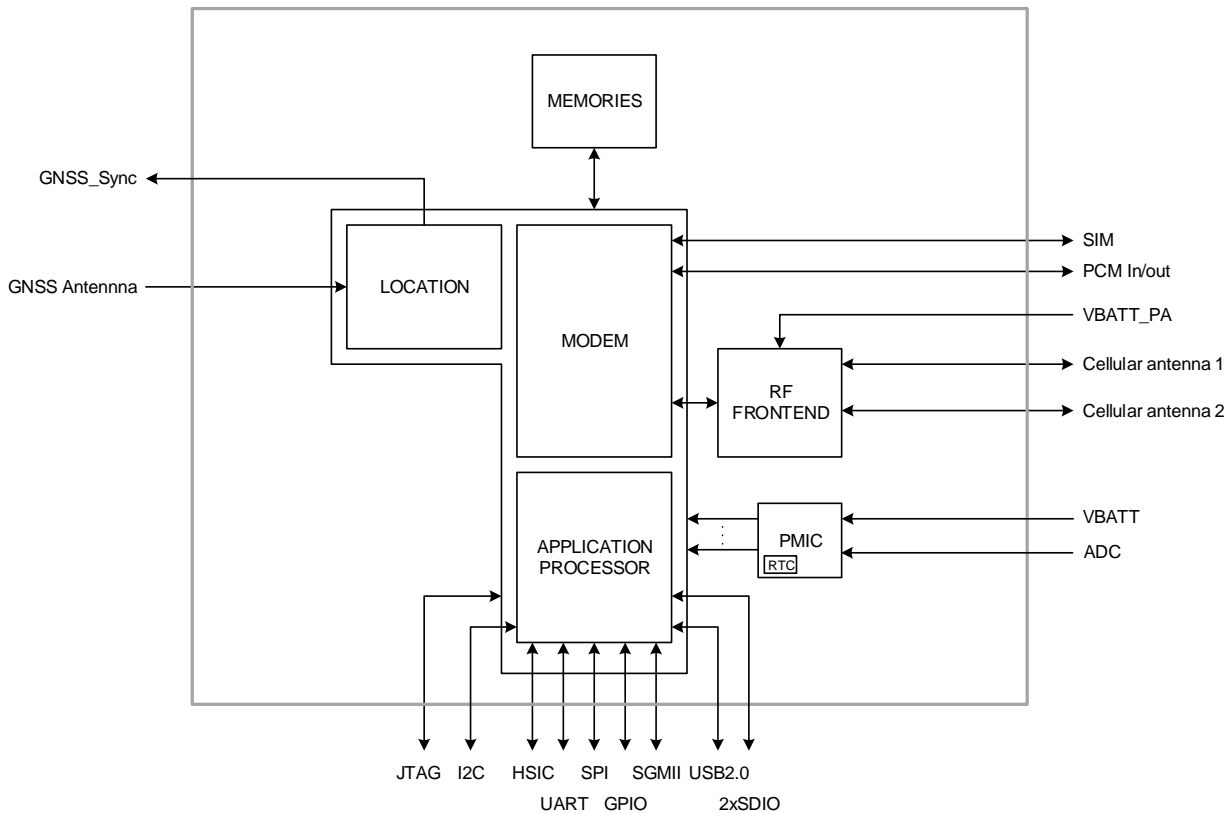 MEMORIES
GNSS_Sync
SIM
PCM In/out
GNSS Antennna
LOCATION
MODEM
VBATT_PA
RF
FRONTEND
Cellular antenna 1
Cellular antenna 2
APPLICATION
PROCESSOR
PMIC
RTC
VBATT
ADC
JTAG
I2C
HSIC
SPI
SGMII
USB2.0
UART
GPIO
2xSDIO